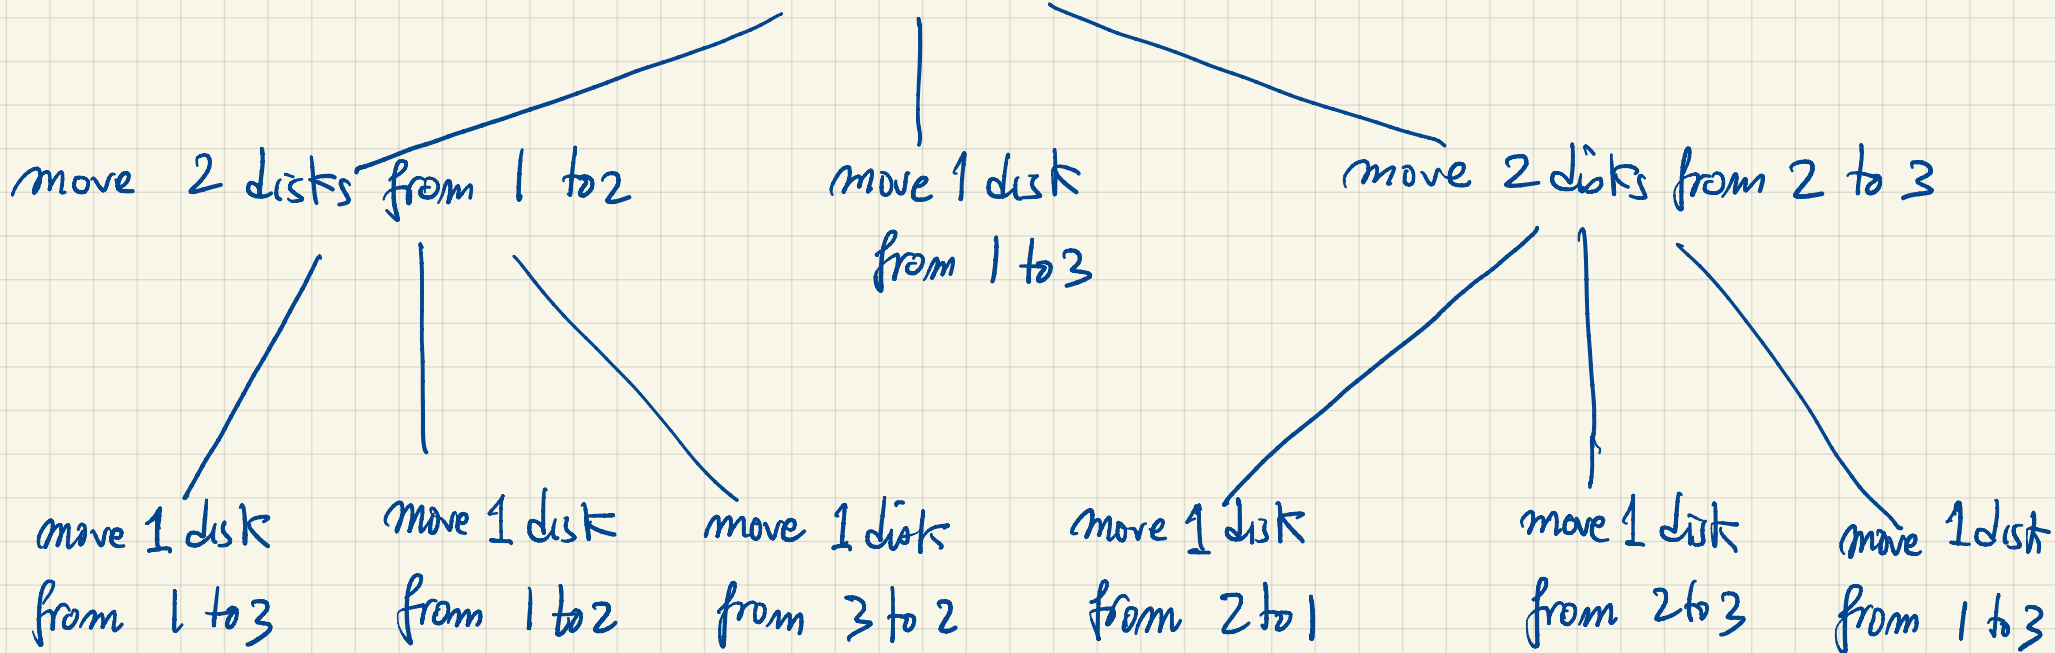 move 2 disks from 1 to 2
move 1 disk
from 1 to 3
move 2 disks from 2 to 3
move 1 disk
from 1 to 3
move 1 disk
from 1 to 2
move 1 disk
from 3 to 2
move 1 disk
from 2 to 1
move 1 disk
from 2 to 3
move 1 disk
from 1 to 3